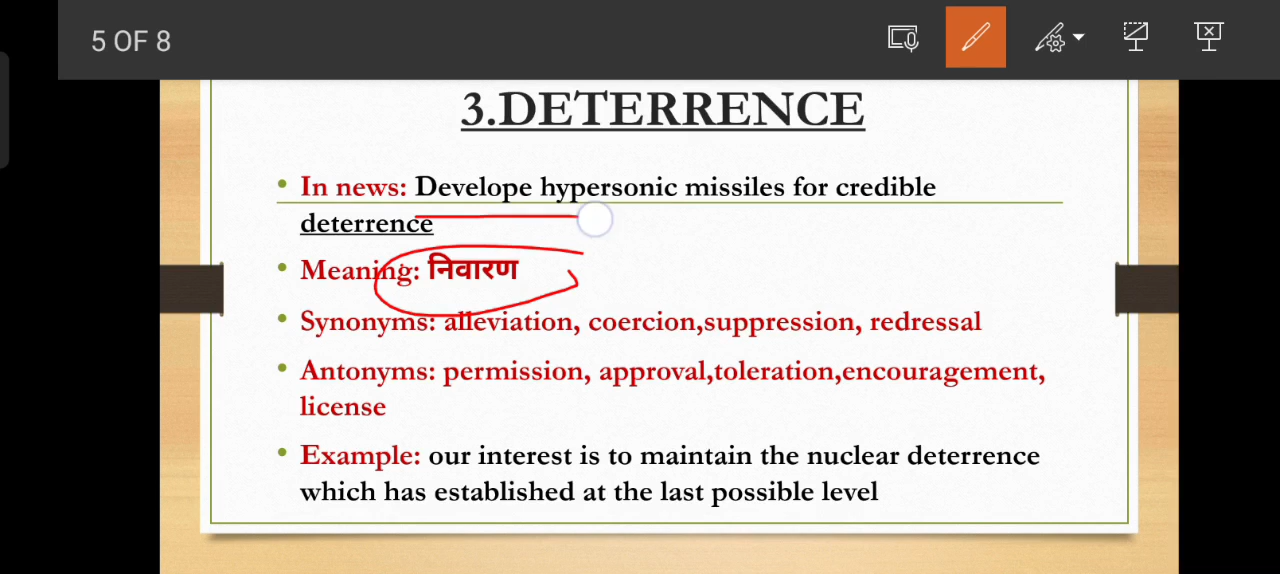 5 OF 8
3.DETERRENCE
• In news: Develope hypersonic missiles for credible
deterrence
• Meaning: निवारण
• Synonyms: alleviation, coercion,suppression, redressal
• Antonyms: permission, approval,toleration,encouragement,
license
• Example: our interest is to maintain the nuclear deterrence
which has established at the last possible level